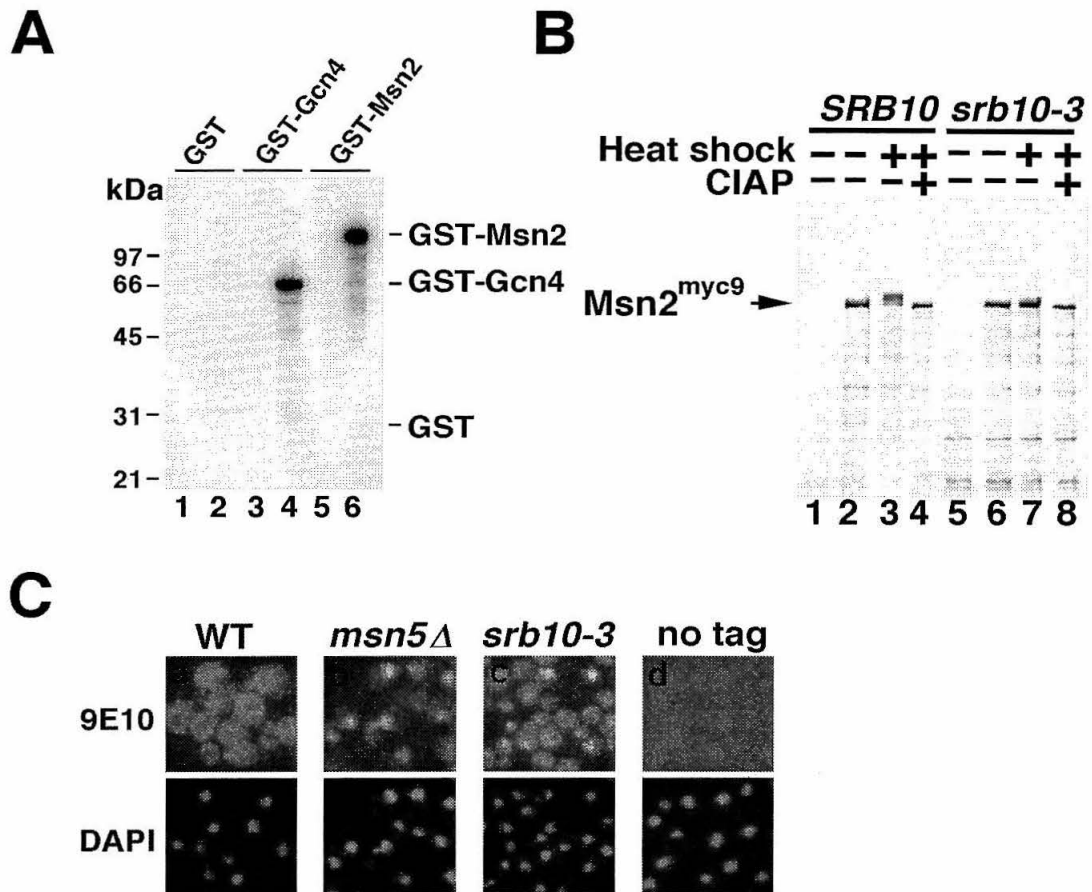 A
GST
GST-Gcn4
GST-Msn2
kDa
97
66
45
31
21
GST-Msn2
GST-Gcn4
GST
1 2 3 4 5 6
B
SRB10 srb10-3
Heat shock − − + + − − + +
CIAP − − − + − − − +
Msn2myc9
1 2 3 4 5 6 7 8
C
WT msn5Δ srb10-3 no tag
9E10
c d
DAPI